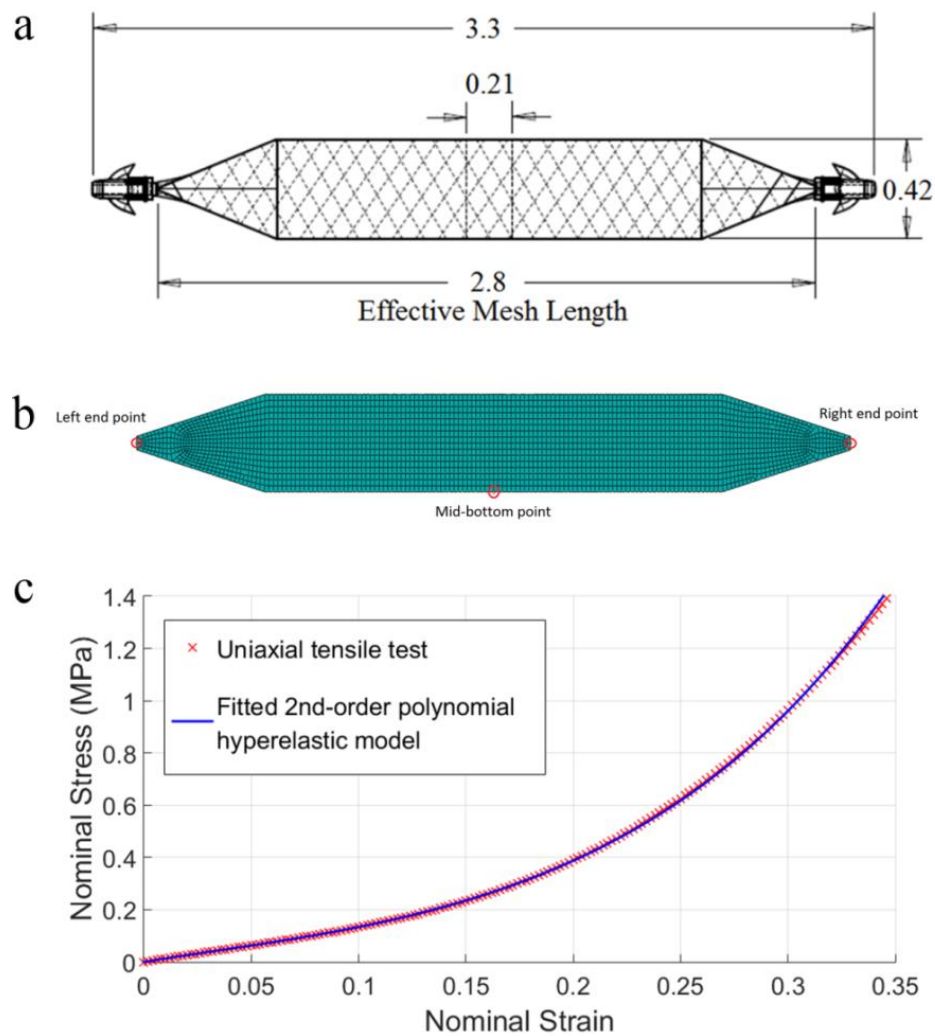 a
3.3
0.21
0.42
2.8
Effective Mesh Length
b
Left end point
Right end point
Mid-bottom point
c
Nominal Stress (MPa)
1.4
1.2
1
0.8
0.6
0.4
0.2
0
Uniaxial tensile test
Fitted 2nd-order polynomial
hyperelastic model
0 0.05 0.1 0.15 0.2 0.25 0.3 0.35
Nominal Strain